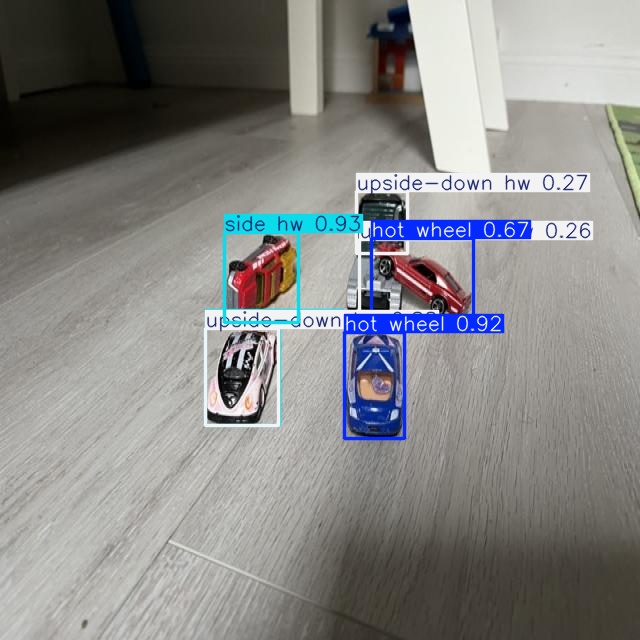 upside-down hw 0.27
side hw 0.93
hot wheel 0.67
0.26
upside-down
hot wheel 0.92